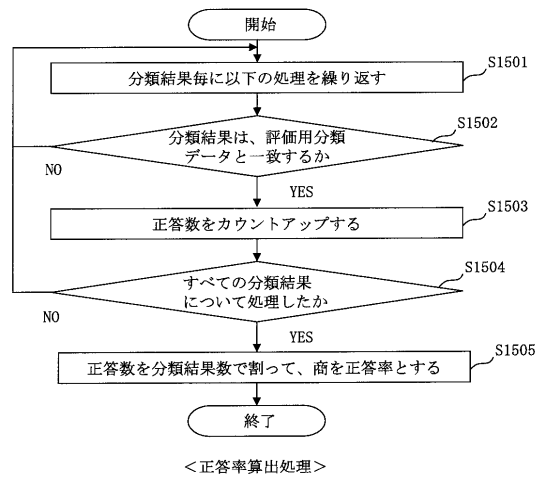 開始
分類結果毎に以下の処理を繰り返す
S1501
分類結果は、評価用分類
データと一致するか
S1502
NO
YES
正答数をカウントアップする
S1503
すべての分類結果
について処理したか
S1504
NO
YES
正答数を分類結果数で割って、商を正答率とする
S1505
終了
<正答率算出処理>